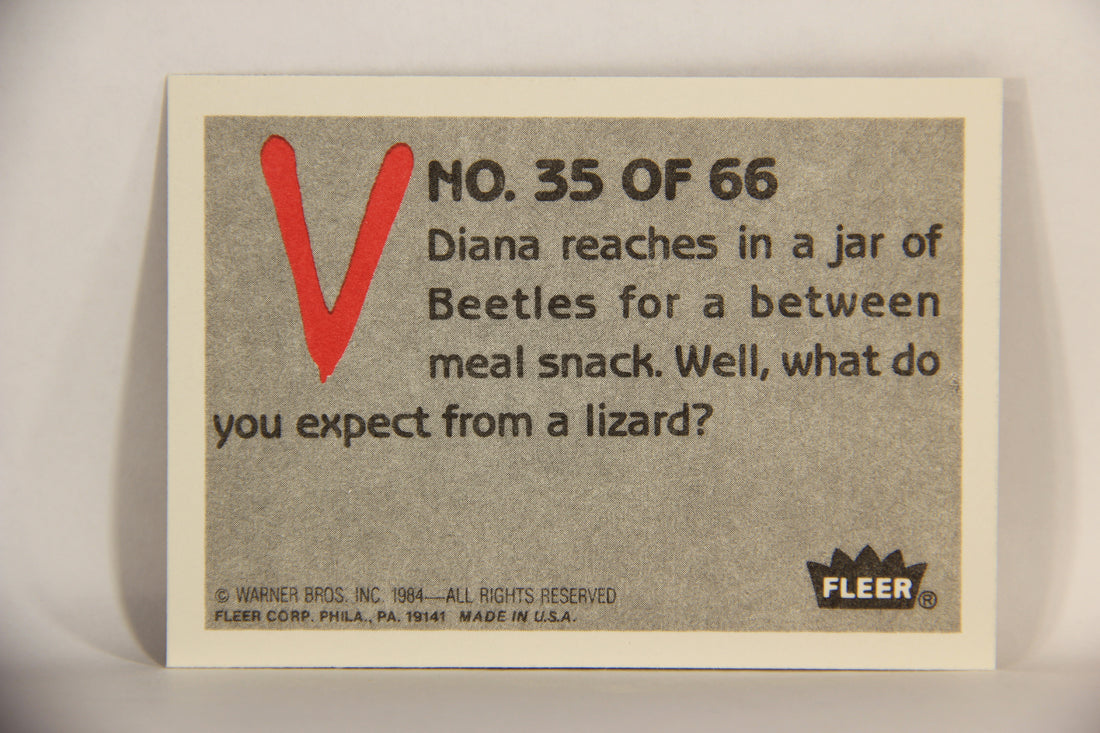 V
NO. 35 OF 66
Diana reaches in a jar of
Beetles for a between
meal snack. Well, what do
you expect from a lizard?
© WARNER BROS. INC. 1984—ALL RIGHTS RESERVED
FLEER CORP. PHILA., PA. 19141 MADE IN U.S.A.
FLEER®